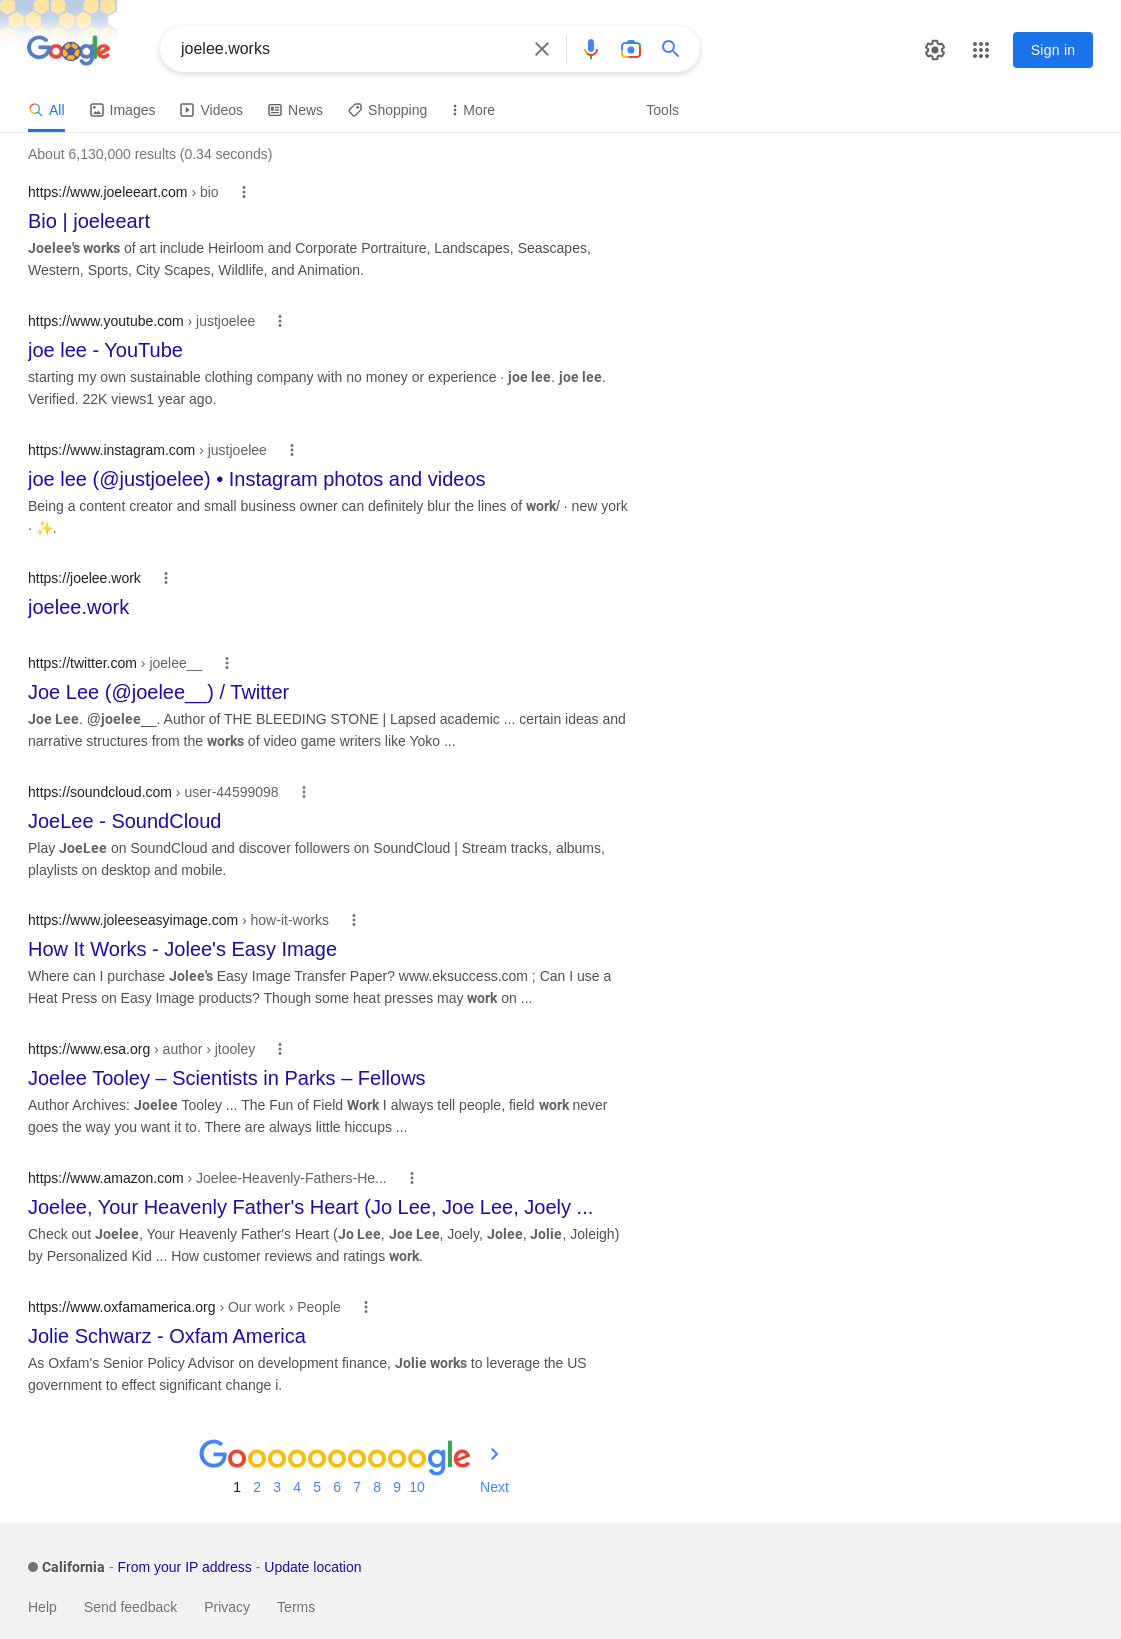 Google
joelee.works
Sign in
All Images Videos News Shopping More Tools
About 6,130,000 results (0.34 seconds)
https://www.joeleeart.com › bio
Bio | joeleeart
Joelee's works of art include Heirloom and Corporate Portraiture, Landscapes, Seascapes,
Western, Sports, City Scapes, Wildlife, and Animation.
https://www.youtube.com › justjoelee
joe lee - YouTube
starting my own sustainable clothing company with no money or experience · joe lee. joe lee.
Verified. 22K views1 year ago.
https://www.instagram.com › justjoelee
joe lee (@justjoelee) • Instagram photos and videos
Being a content creator and small business owner can definitely blur the lines of work/ · new york
· ✨.
https://joelee.work
joelee.work
https://twitter.com › joelee__
Joe Lee (@joelee__) / Twitter
Joe Lee. @joelee__. Author of THE BLEEDING STONE | Lapsed academic ... certain ideas and
narrative structures from the works of video game writers like Yoko ...
https://soundcloud.com › user-44599098
JoeLee - SoundCloud
Play JoeLee on SoundCloud and discover followers on SoundCloud | Stream tracks, albums,
playlists on desktop and mobile.
https://www.joleeseasyimage.com › how-it-works
How It Works - Jolee's Easy Image
Where can I purchase Jolee's Easy Image Transfer Paper? www.eksuccess.com ; Can I use a
Heat Press on Easy Image products? Though some heat presses may work on ...
https://www.esa.org › author › jtooley
Joelee Tooley – Scientists in Parks – Fellows
Author Archives: Joelee Tooley ... The Fun of Field Work I always tell people, field work never
goes the way you want it to. There are always little hiccups ...
https://www.amazon.com › Joelee-Heavenly-Fathers-He...
Joelee, Your Heavenly Father's Heart (Jo Lee, Joe Lee, Joely ...
Check out Joelee, Your Heavenly Father's Heart (Jo Lee, Joe Lee, Joely, Jolee, Jolie, Joleigh)
by Personalized Kid ... How customer reviews and ratings work.
https://www.oxfamamerica.org › Our work › People
Jolie Schwarz - Oxfam America
As Oxfam's Senior Policy Advisor on development finance, Jolie works to leverage the US
government to effect significant change i.
Goooooooooogle
1 2 3 4 5 6 7 8 9 10 Next
California - From your IP address - Update location
Help Send feedback Privacy Terms